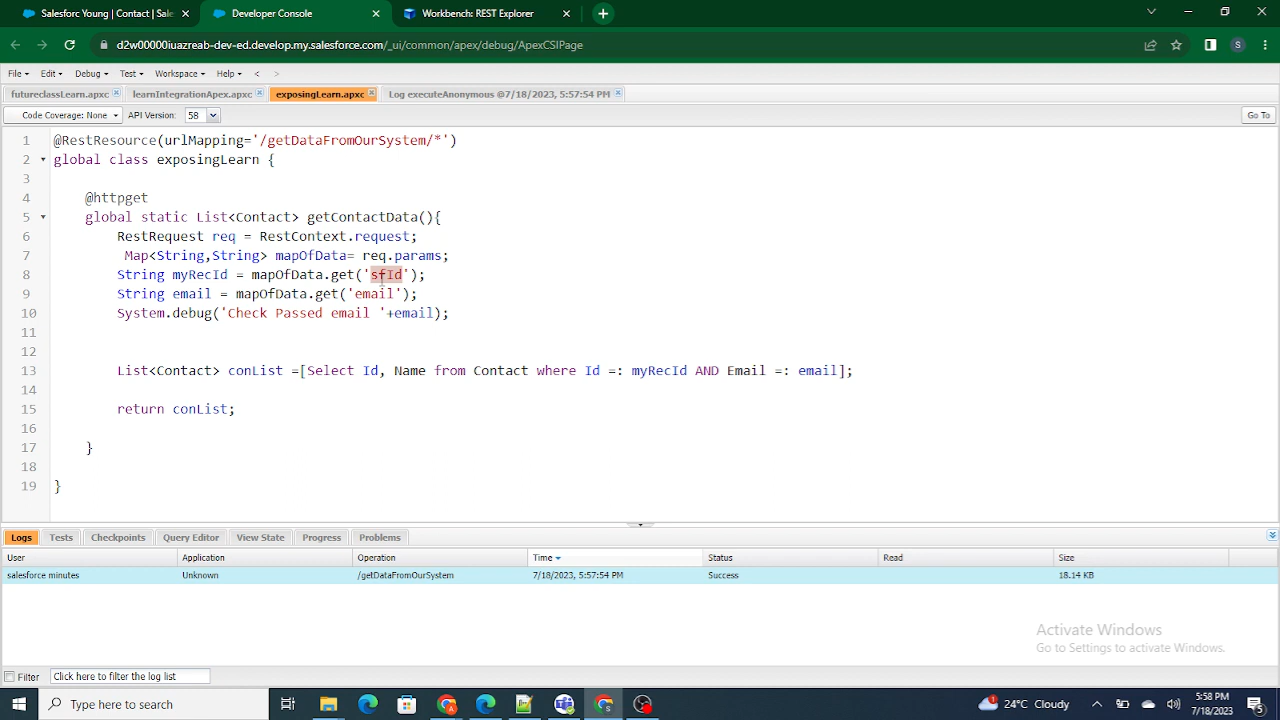 Salesforc Young | Contact | Sale
Developer Console
Workbench: REST Explorer
d2w00000iuazreab-dev-ed.develop.my.salesforce.com/_ui/common/apex/debug/ApexCSIPage
S
File Edit Debug Test Workspace Help < >
futureclassLearn.apxc learnIntegrationApex.apxc exposingLearn.apxc Log executeAnonymous @7/18/2023, 5:57:54 PM
Code Coverage: None API Version: 58 Go To
1 @RestResource(urlMapping='/getDataFromOurSystem/*')
2 global class exposingLearn {
3
4 @httpget
5 global static List<Contact> getContactData(){
6 RestRequest req = RestContext.request;
7 Map<String,String> mapOfData= req.params;
8 String myRecId = mapOfData.get('sfId');
9 String email = mapOfData.get('email');
10 System.debug('Check Passed email '+email);
11
12
13 List<Contact> conList =[Select Id, Name from Contact where Id =: myRecId AND Email =: email];
14
15 return conList;
16
17 }
18
19 }
Logs Tests Checkpoints Query Editor View State Progress Problems
User Application Operation Time Status Read Size
salesforce minutes Unknown /getDataFromOurSystem 7/18/2023, 5:57:54 PM Success 18.14 KB
Activate Windows
Go to Settings to activate Windows.
Filter Click here to filter the log list
Type here to search
1 24°C Cloudy
5:58 PM
7/18/2023
3